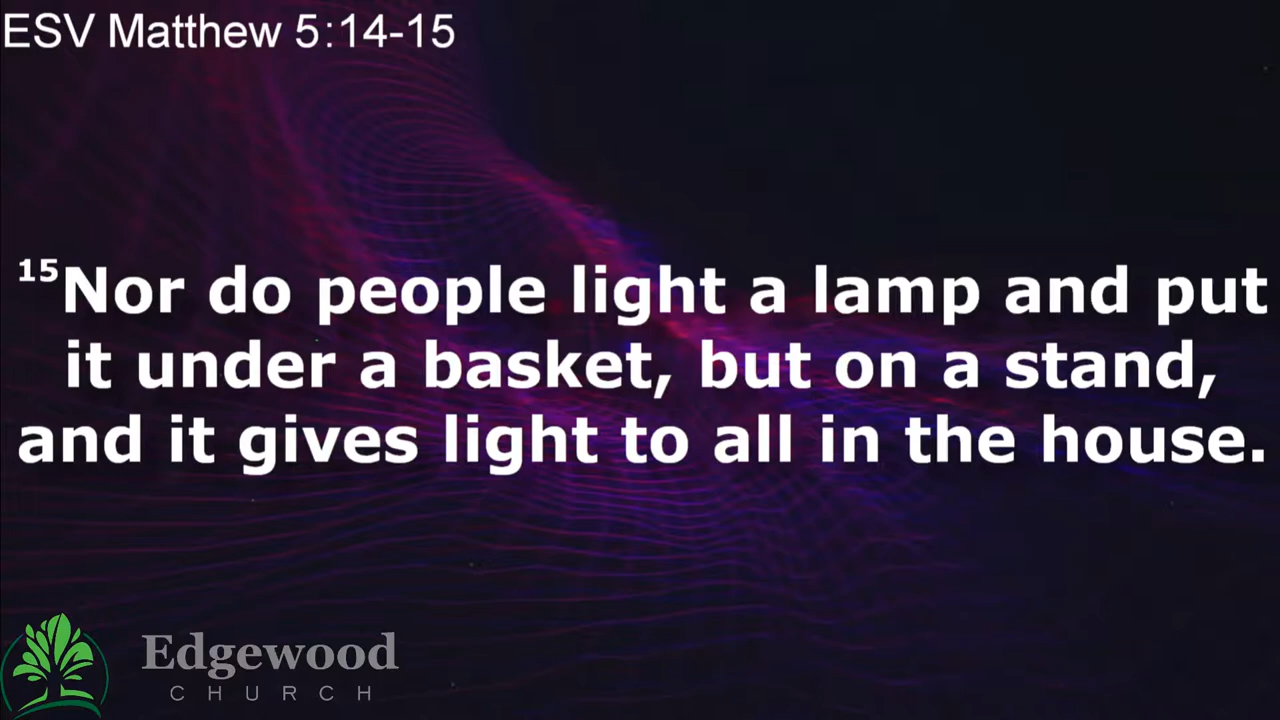 ESV Matthew 5:14-15
15Nor do people light a lamp and put
it under a basket, but on a stand,
and it gives light to all in the house.
Edgewood
CHURCH